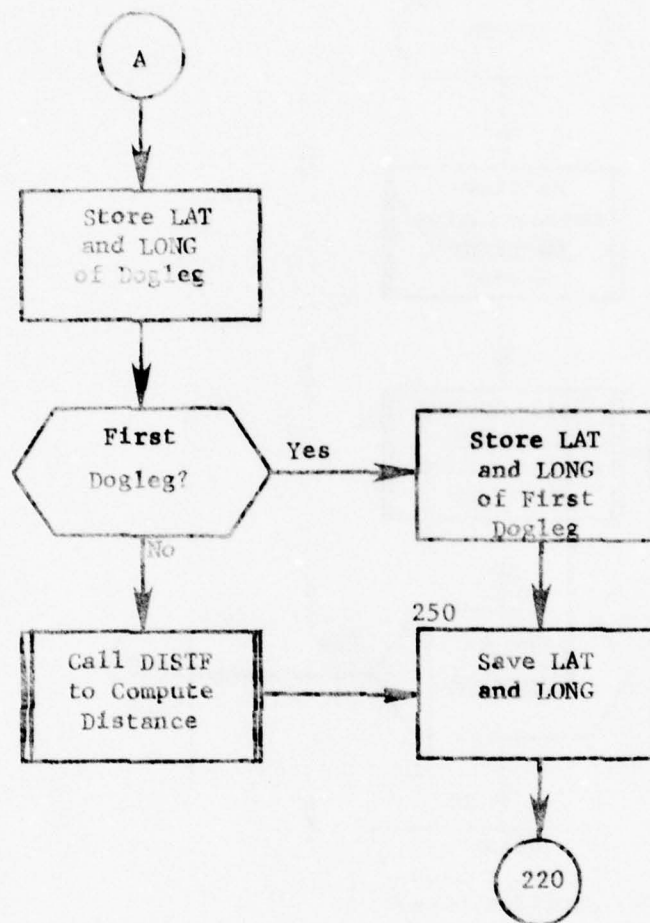 A
Store LAT
and LONG
of Dogleg
First
Dogleg?
Yes
Store LAT
and LONG
of First
Dogleg
No
250
Call DISTF
to Compute
Distance
Save LAT
and LONG
220